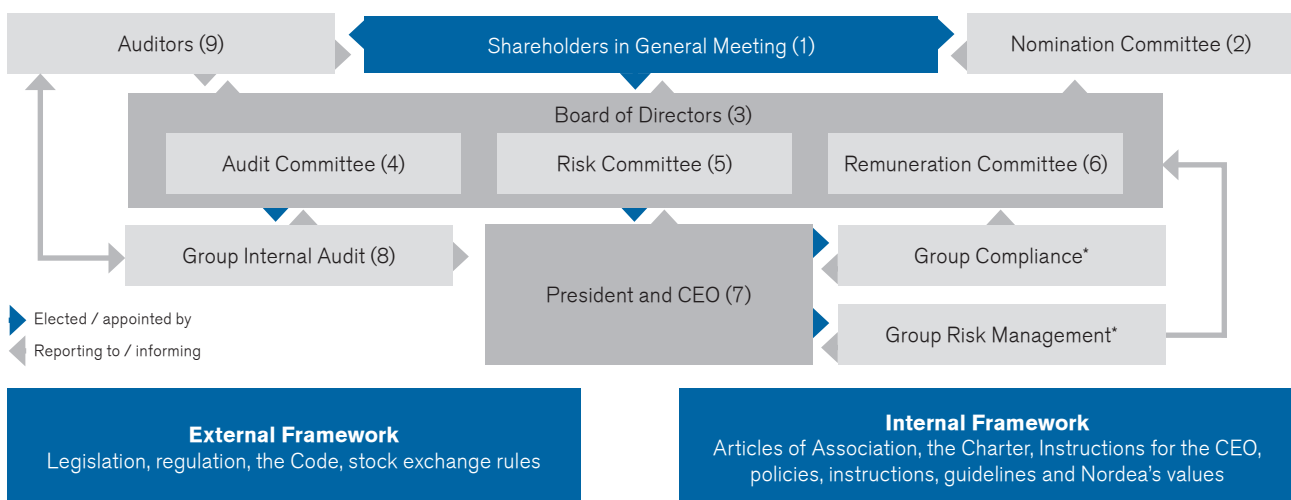 Auditors (9)
Shareholders in General Meeting (1)
Nomination Committee (2)
Board of Directors (3)
Audit Committee (4)
Risk Committee (5)
Remuneration Committee (6)
Group Internal Audit (8)
President and CEO (7)
Group Compliance*
Group Risk Management*
Elected / appointed by
Reporting to / informing
External Framework
Legislation, regulation, the Code, stock exchange rules
Internal Framework
Articles of Association, the Charter, Instructions for the CEO,
policies, instructions, guidelines and Nordea's values